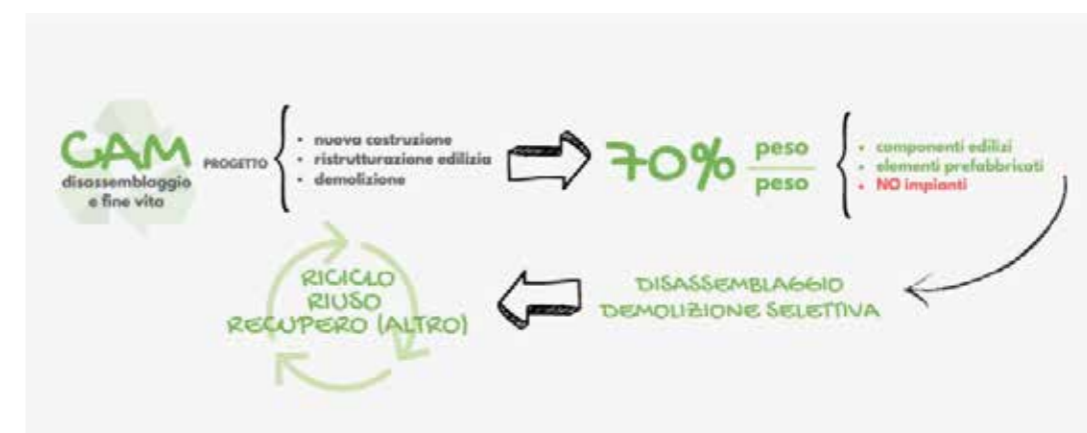 CAM
disassemblaggio
e fine vita
PROGETTO
• nuova costruzione
• ristrutturazione edilizia
• demolizione
70%
peso
peso
• componenti edilizi
• elementi prefabbricati
• NO impianti
DISASSEMBLAGGIO
DEMOLIZIONE SELETTIVA
RICICLO
RIUSO
RECUPERO (ALTRO)